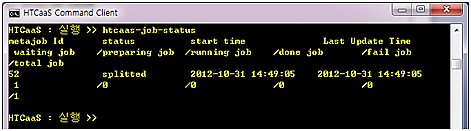 HTCaaS Command Client
HTCaaS : 실행 >> htcaas-job-status
metajob Id status start time Last Update Time
waiting job /preparing job /running job /done job /fail job
/total job
52 splitted 2012-10-31 14:49:05 2012-10-31 14:49:05
1 /0 /0 /0 /0
/1
HTCaaS : 실행 >>